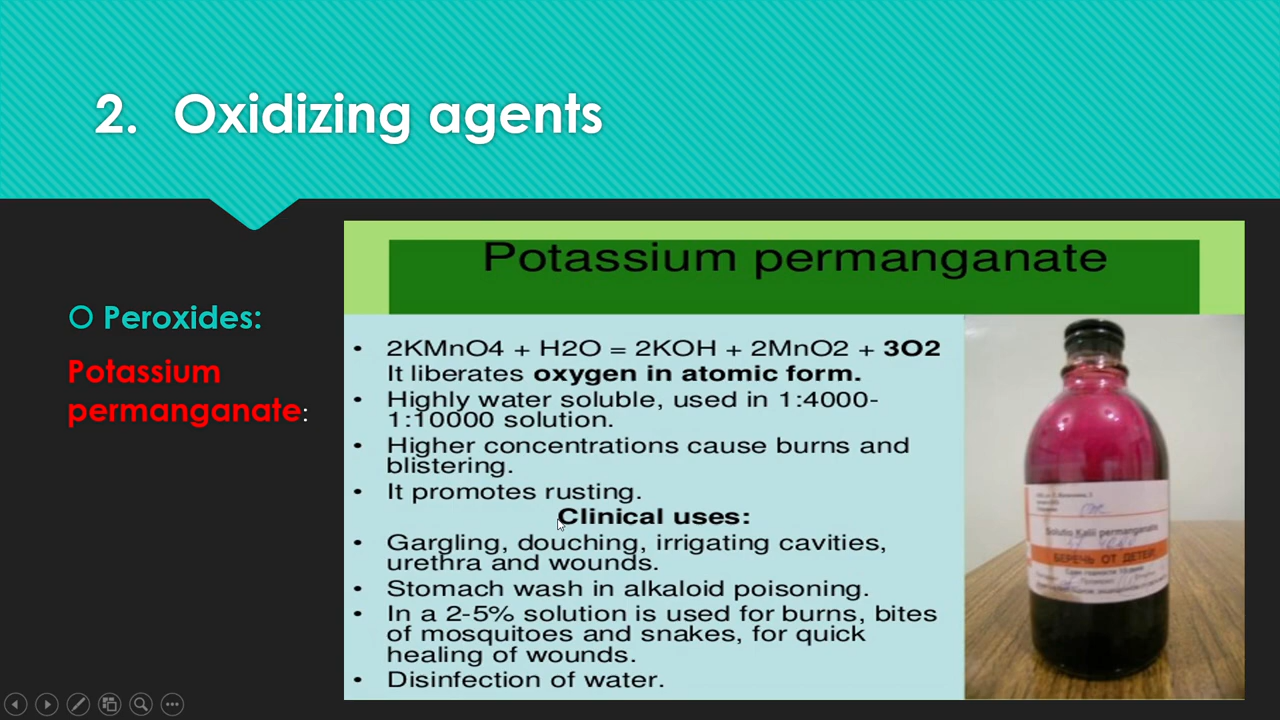 2. Oxidizing agents
Peroxides:
Potassium
permanganate:
Potassium permanganate
• 2KMnO4 + H2O = 2KOH + 2MnO2 + 3O2
It liberates oxygen in atomic form.
• Highly water soluble, used in 1:4000-
1:10000 solution.
• Higher concentrations cause burns and
blistering.
• It promotes rusting.
Clinical uses:
• Gargling, douching, irrigating cavities,
urethra and wounds.
• Stomach wash in alkaloid poisoning.
• In a 2-5% solution is used for burns, bites
of mosquitoes and snakes, for quick
healing of wounds.
• Disinfection of water.
Solutio Kalii permanganatis
БЕРЕЧЬ ОТ ДЕТЕЙ